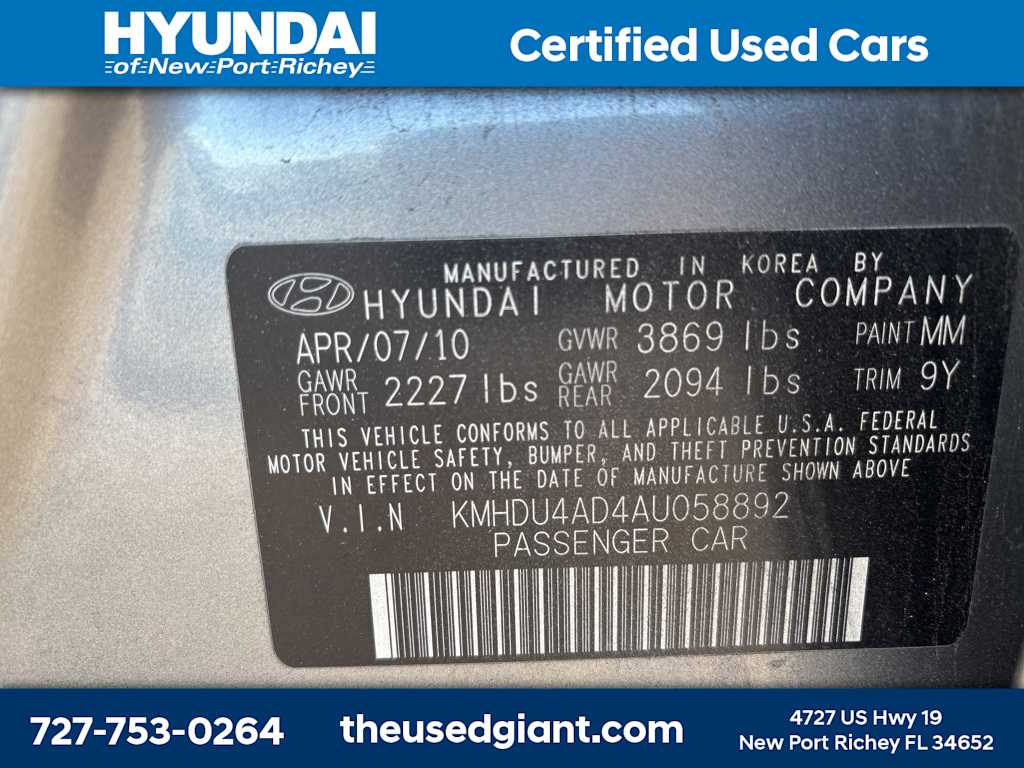 HYUNDAI
of New Port Richey
Certified Used Cars
MANUFACTURED IN KOREA BY
HYUNDAI MOTOR COMPANY
APR/07/10 GVWR 3869 lbs PAINT MM
GAWR FRONT 2227 lbs GAWR REAR 2094 lbs TRIM 9Y
THIS VEHICLE CONFORMS TO ALL APPLICABLE U.S.A. FEDERAL
MOTOR VEHICLE SAFETY, BUMPER, AND THEFT PREVENTION STANDARDS
IN EFFECT ON THE DATE OF MANUFACTURE SHOWN ABOVE
V.I.N KMHDU4AD4AU058892
PASSENGER CAR
727-753-0264
theusedgiant.com
4727 US Hwy 19
New Port Richey FL 34652